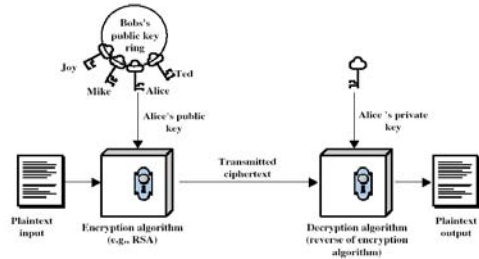 Bobs's
public key
ring
Joy
Ted
Mike
Alice
Alice's public
key
Alice 's private
key
Transmitted
ciphertext
Plaintext
input
Encryption algorithm
(e.g., RSA)
Decryption algorithm
(reverse of encryption
algorithm)
Plaintext
output